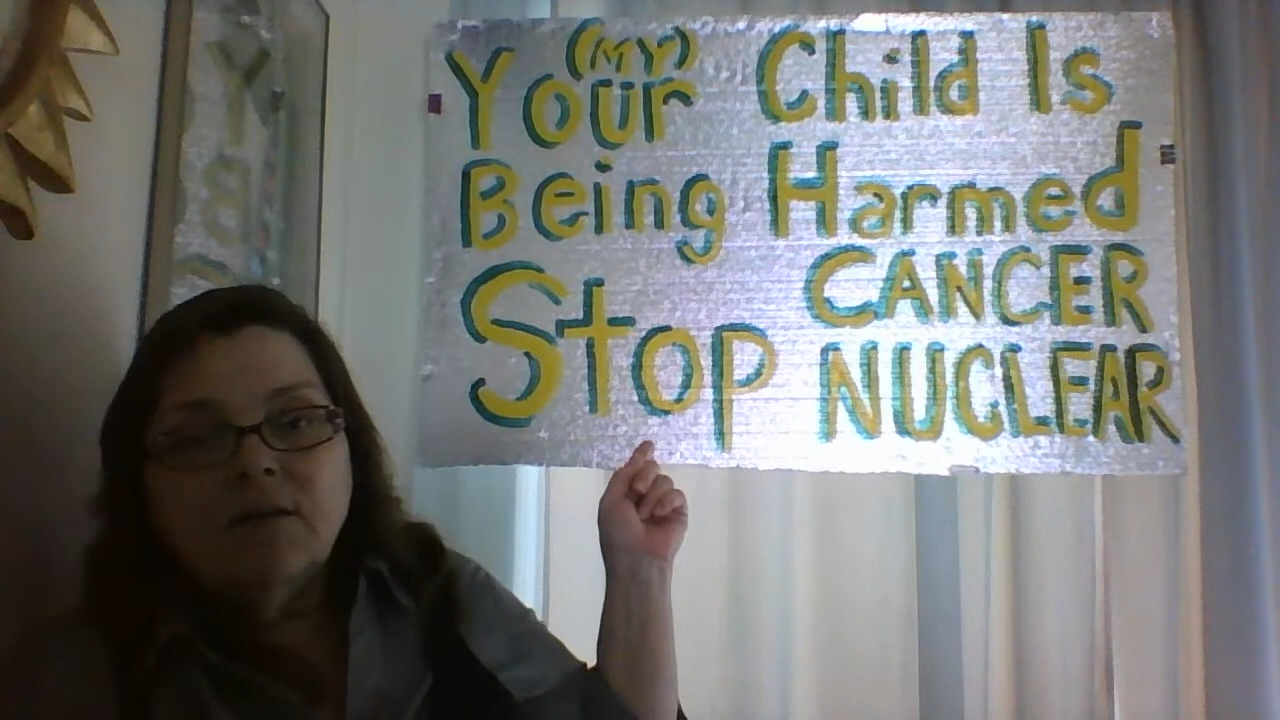 (MY)
Your Child Is
Being Harmed
CANCER
Stop NUCLEAR
Y
B